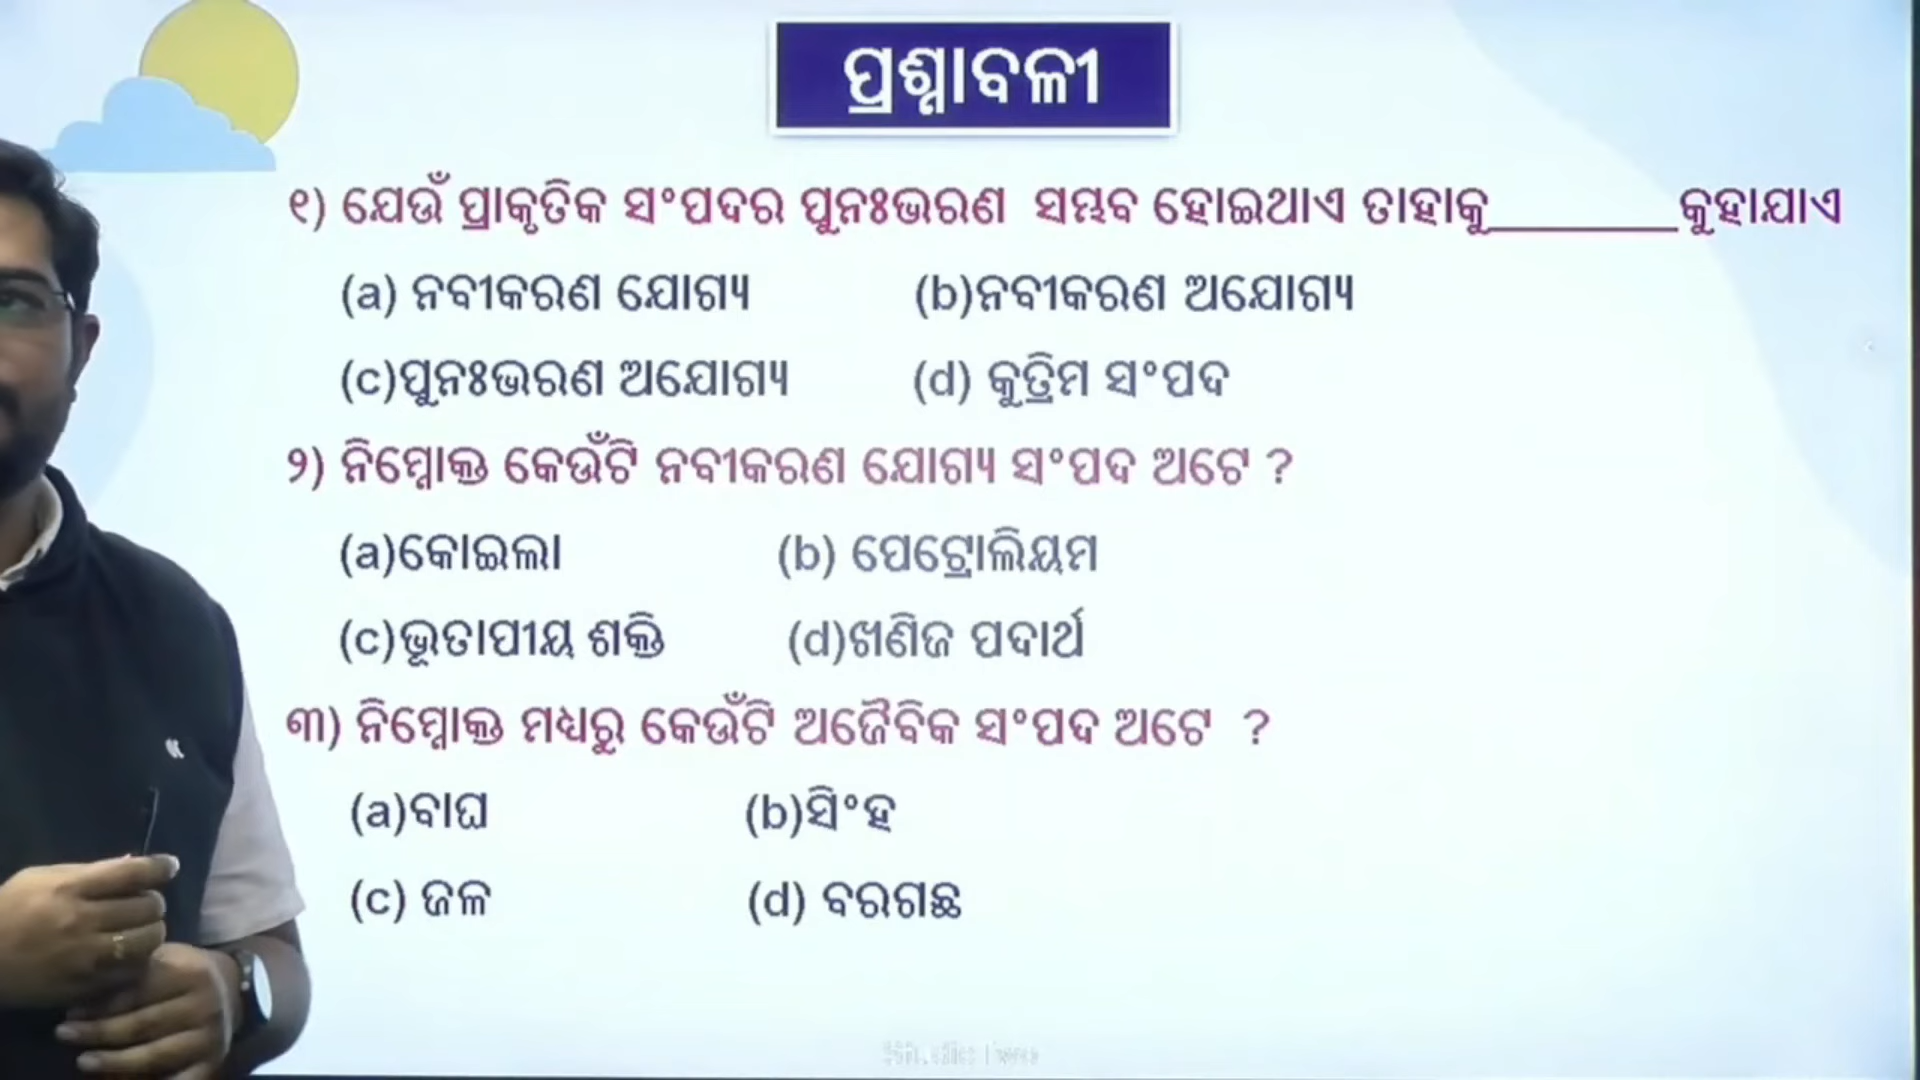 ପ୍ରଶ୍ନାବଳୀ
୧) ଯେଉଁ ପ୍ରାକୃତିକ ସଂପଦର ପୁନଃଭରଣ ସମ୍ଭବ ହୋଇଥାଏ ତାହାକୁ________କୁହାଯାଏ
(a) ନବୀକରଣ ଯୋଗ୍ୟ (b)ନବୀକରଣ ଅଯୋଗ୍ୟ
(c)ପୁନଃଭରଣ ଅଯୋଗ୍ୟ (d) କୁତ୍ରିମ ସଂପଦ
୨) ନିମ୍ନୋକ୍ତ କେଉଁଟି ନବୀକରଣ ଯୋଗ୍ୟ ସଂପଦ ଅଟେ ?
(a)କୋଇଲା (b) ପେଟ୍ରୋଲିୟମ
(c)ଭୂତାପୀୟ ଶକ୍ତି (d)ଖଣିଜ ପଦାର୍ଥ
୩) ନିମ୍ନୋକ୍ତ ମଧ୍ୟରୁ କେଉଁଟି ଅଜୈବିକ ସଂପଦ ଅଟେ ?
(a)ବାଘ (b)ସିଂହ
(c) ଜଳ (d) ବରଗଛ